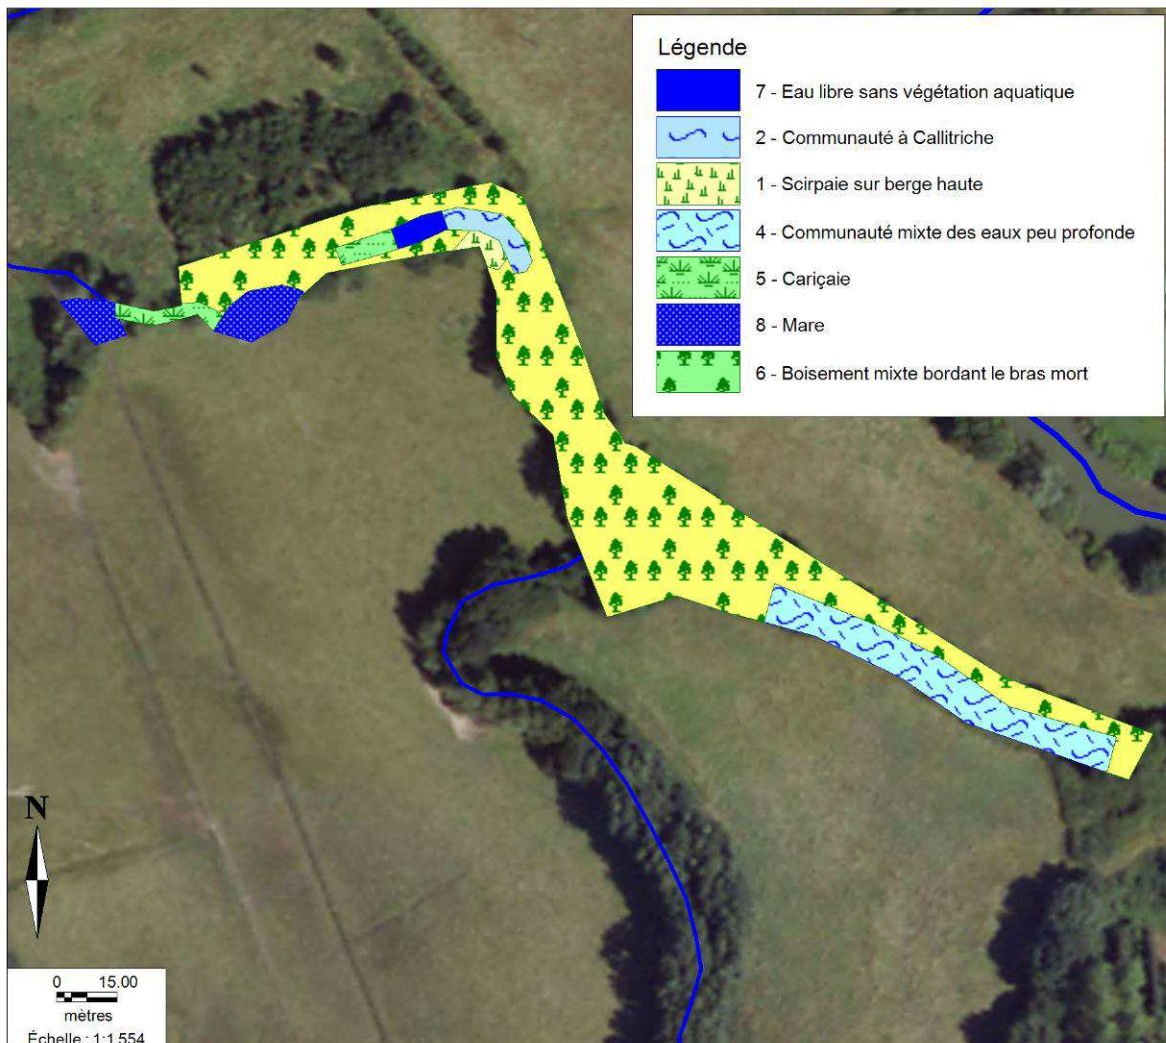 Légende
7 - Eau libre sans végétation aquatique
2 - Communauté à Callitriche
1 - Scirpaie sur berge haute
4 - Communauté mixte des eaux peu profonde
5 - Cariçaie
8 - Mare
6 - Boisement mixte bordant le bras mort
N
0 15.00
mètres
Échelle : 1:1 554